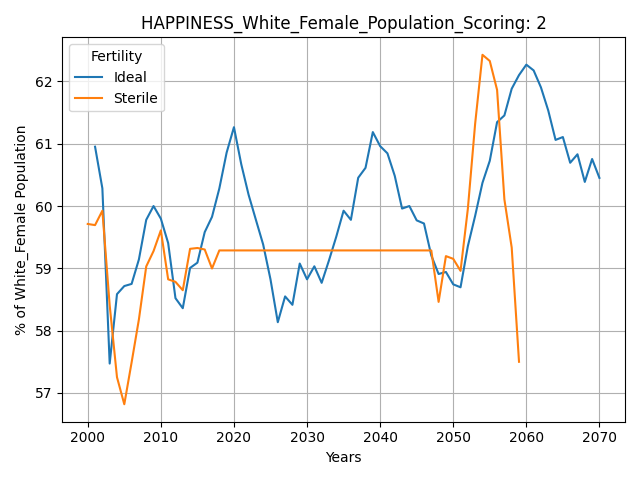 HAPPINESS_White_Female_Population_Scoring: 2
% of White_Female Population
62
61
60
59
58
57
Fertility
Ideal
Sterile
2000 2010 2020 2030 2040 2050 2060 2070
Years